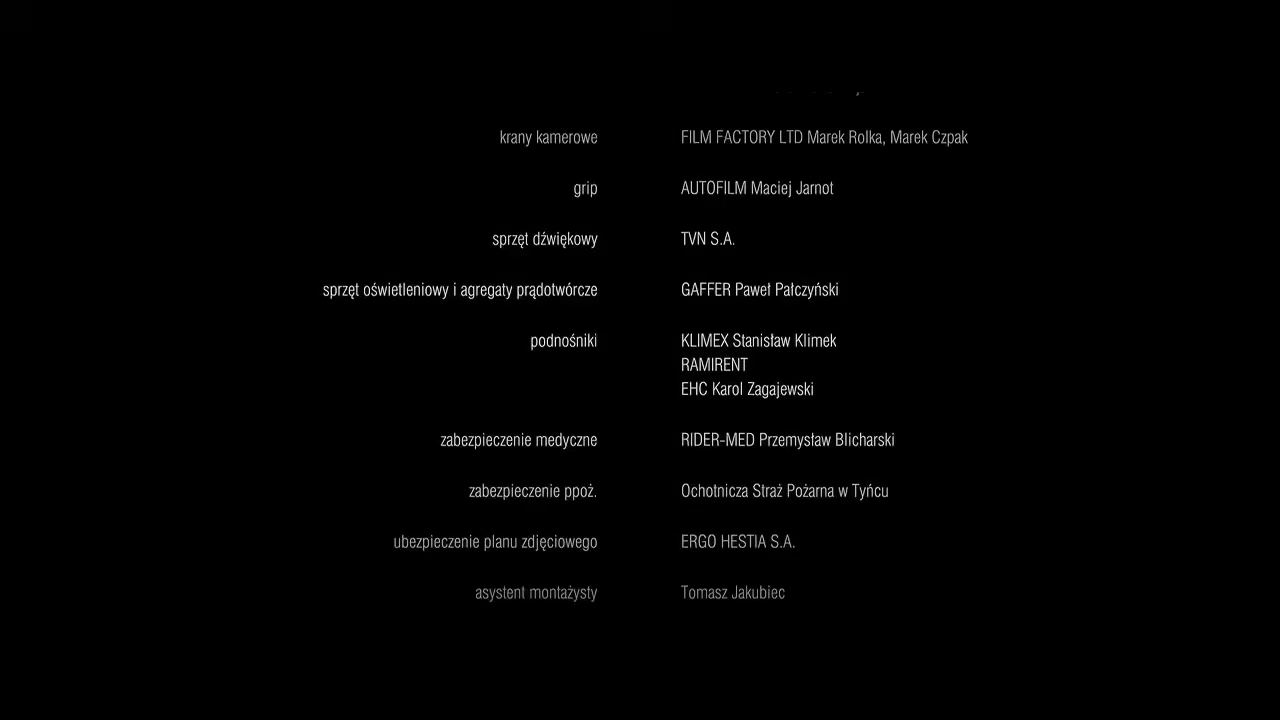 krany kamerowe FILM FACTORY LTD Marek Rolka, Marek Czpak
grip AUTOFILM Maciej Jarnot
sprzęt dźwiękowy TVN S.A.
sprzęt oświetleniowy i agregaty prądotwórcze GAFFER Paweł Pałczyński
podnośniki KLIMEX Stanisław Klimek
RAMIRENT
EHC Karol Zagajewski
zabezpieczenie medyczne RIDER-MED Przemysław Blicharski
zabezpieczenie ppoż. Ochotnicza Straż Pożarna w Tyńcu
ubezpieczenie planu zdjęciowego ERGO HESTIA S.A.
asystent montażysty Tomasz Jakubiec